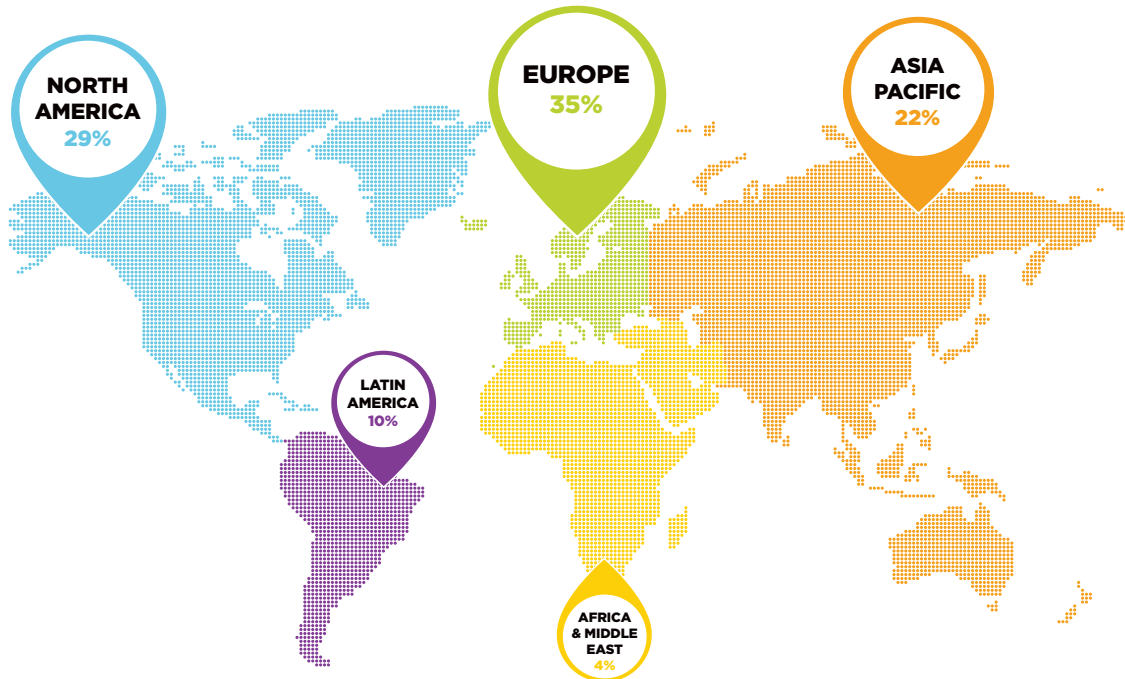 NORTH
AMERICA
29%
EUROPE
35%
ASIA
PACIFIC
22%
LATIN
AMERICA
10%
AFRICA
& MIDDLE
EAST
4%